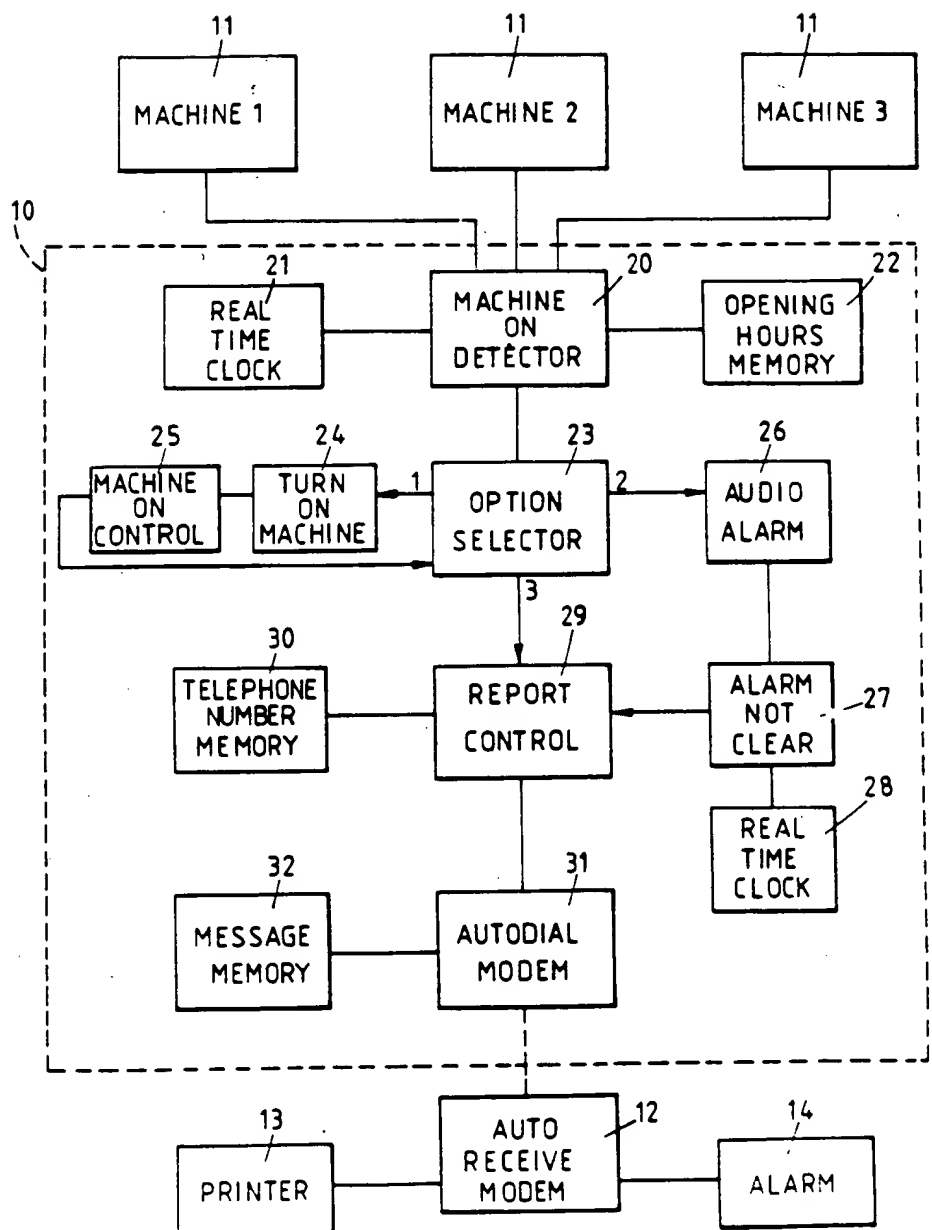 11
11
11
MACHINE 1
MACHINE 2
MACHINE 3
10
21
20
22
REAL
TIME
CLOCK
MACHINE
ON
DETECTOR
OPENING
HOURS
MEMORY
25
24
23
26
MACHINE
ON
CONTROL
TURN
ON
MACHINE
1
OPTION
SELECTOR
2
AUDIO
ALARM
3
30
29
TELEPHONE
NUMBER
MEMORY
REPORT
CONTROL
ALARM
NOT
CLEAR
27
28
REAL
TIME
CLOCK
32
31
MESSAGE
MEMORY
AUTODIAL
MODEM
13
12
14
PRINTER
AUTO
RECEIVE
MODEM
ALARM